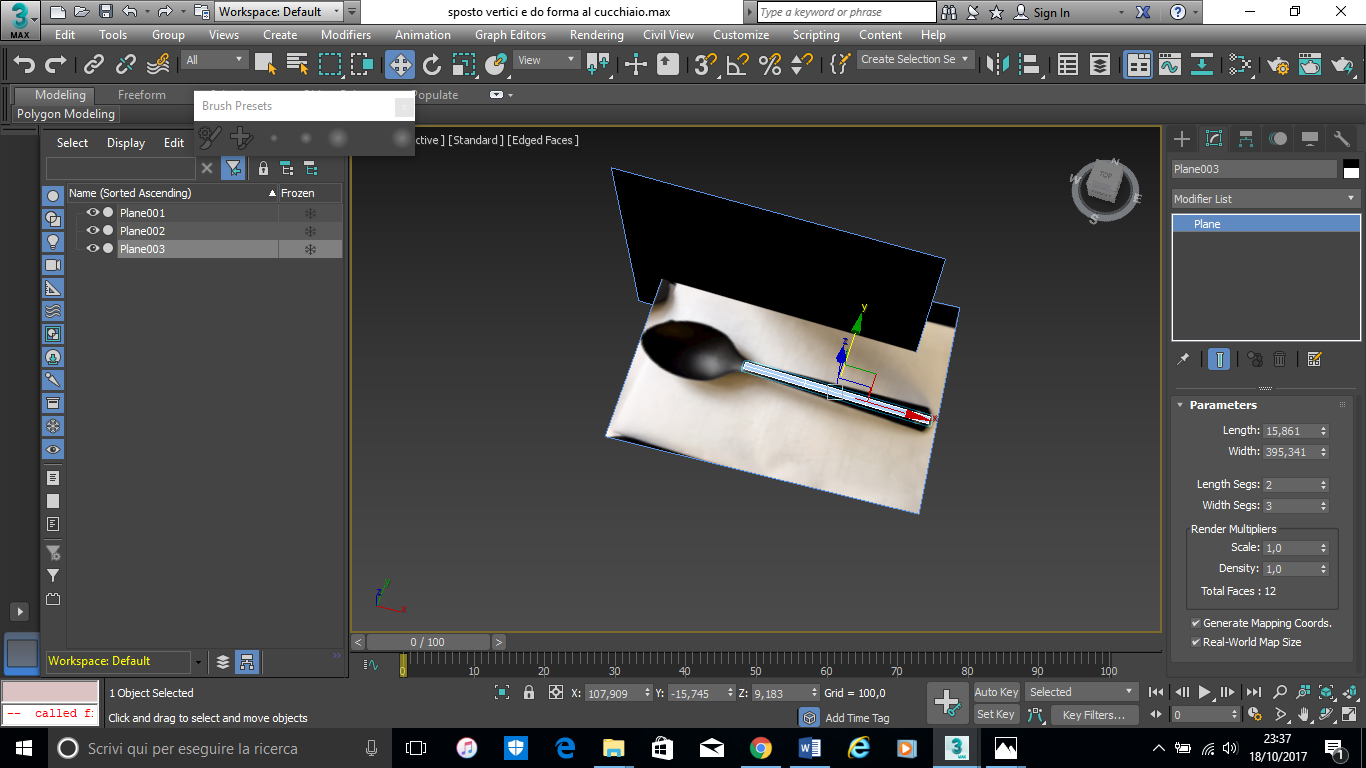 Workspace: Default
sposto vertici e do forma al cucchiaio.max
Type a keyword or phrase
Sign In
3
MAX
Edit Tools Group Views Create Modifiers Animation Graph Editors Rendering Civil View Customize Scripting Content Help
All
View
Create Selection Se
Modeling Freeform opulate
Polygon Modeling
Brush Presets
Select Display Edit
ctive ] [Standard ] [Edged Faces ]
Name (Sorted Ascending) Frozen
Plane001
Plane002
Plane003
TOP
N
W
E
S
y
z
x
y
z
x
Plane003
Modifier List
Plane
Parameters
Length: 15,861
Width: 395,341
Length Segs: 2
Width Segs: 3
Render Multipliers
Scale: 1,0
Density: 1,0
Total Faces : 12
Generate Mapping Coords.
Real-World Map Size
0 / 100
Workspace: Default
0 10 20 30 40 50 60 70 80 90 100
1 Object Selected
X: 107,909 Y: -15,745 Z: 9,183 Grid = 100,0
Auto Key Selected
-- called fi
Click and drag to select and move objects
Add Time Tag
Set Key Key Filters...
0
Scrivi qui per eseguire la ricerca
23:37
18/10/2017
1